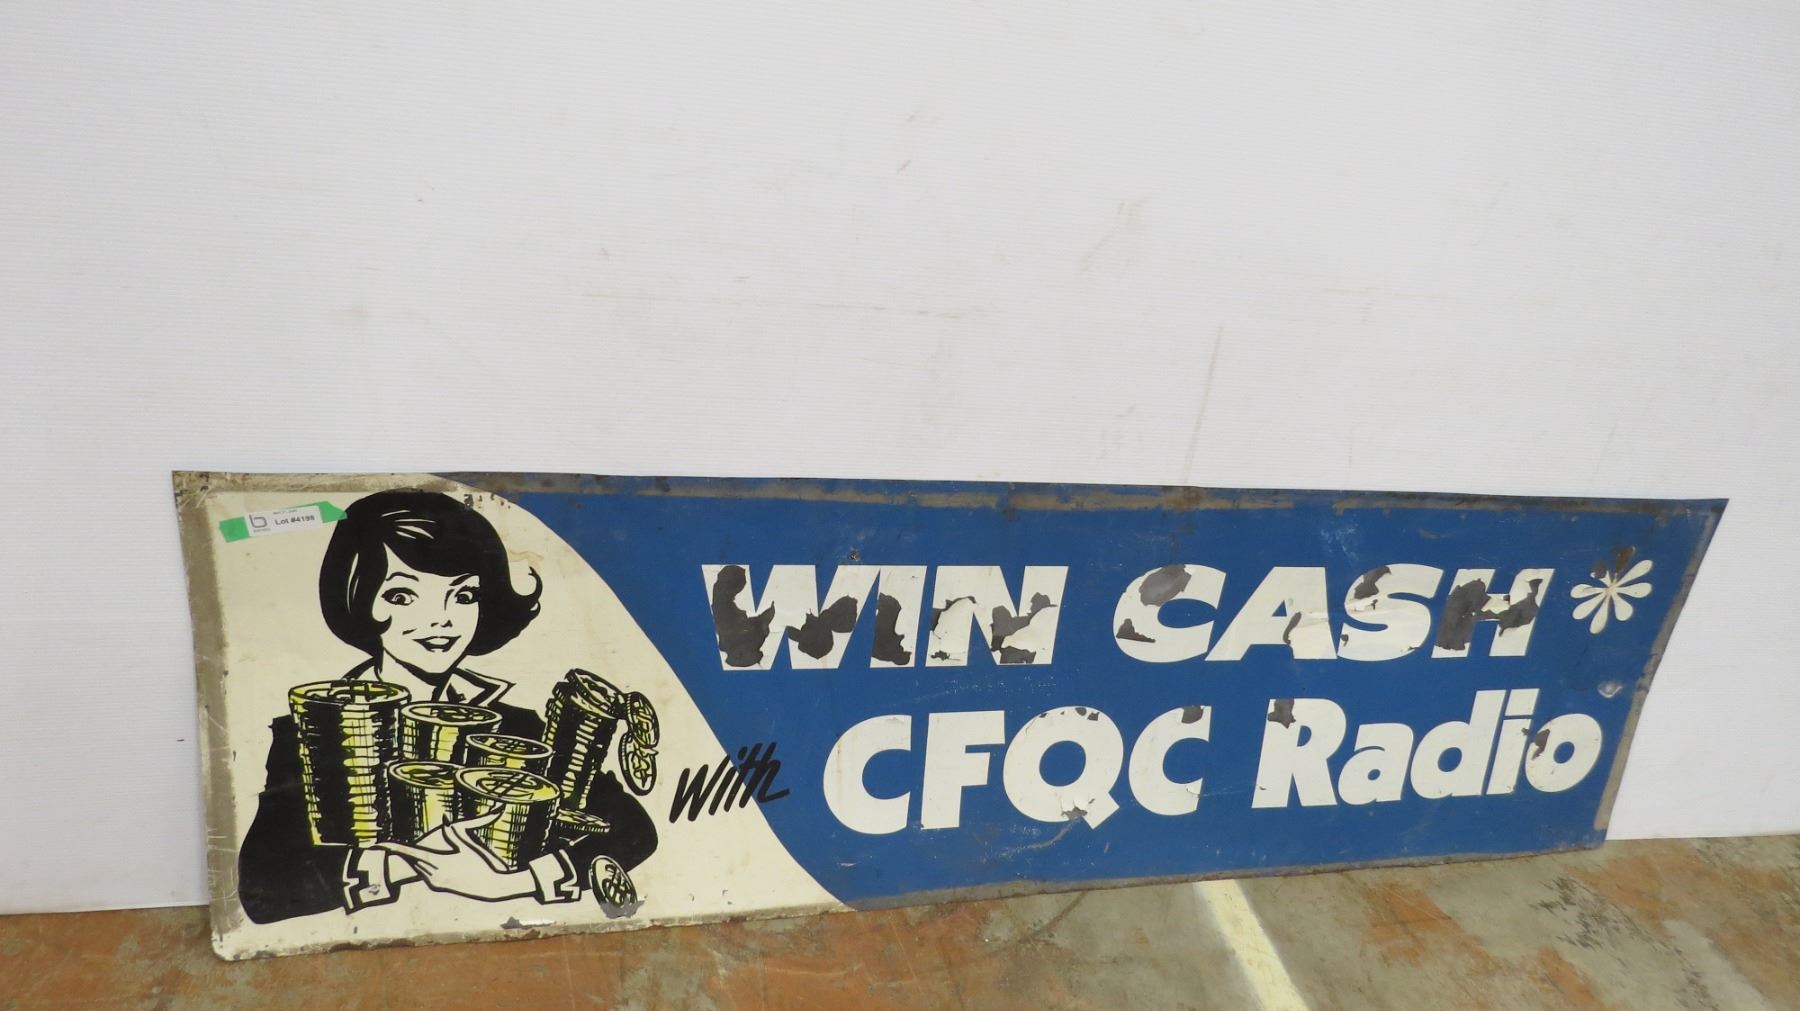 Lot #4198
WIN CASH
with CFQC Radio